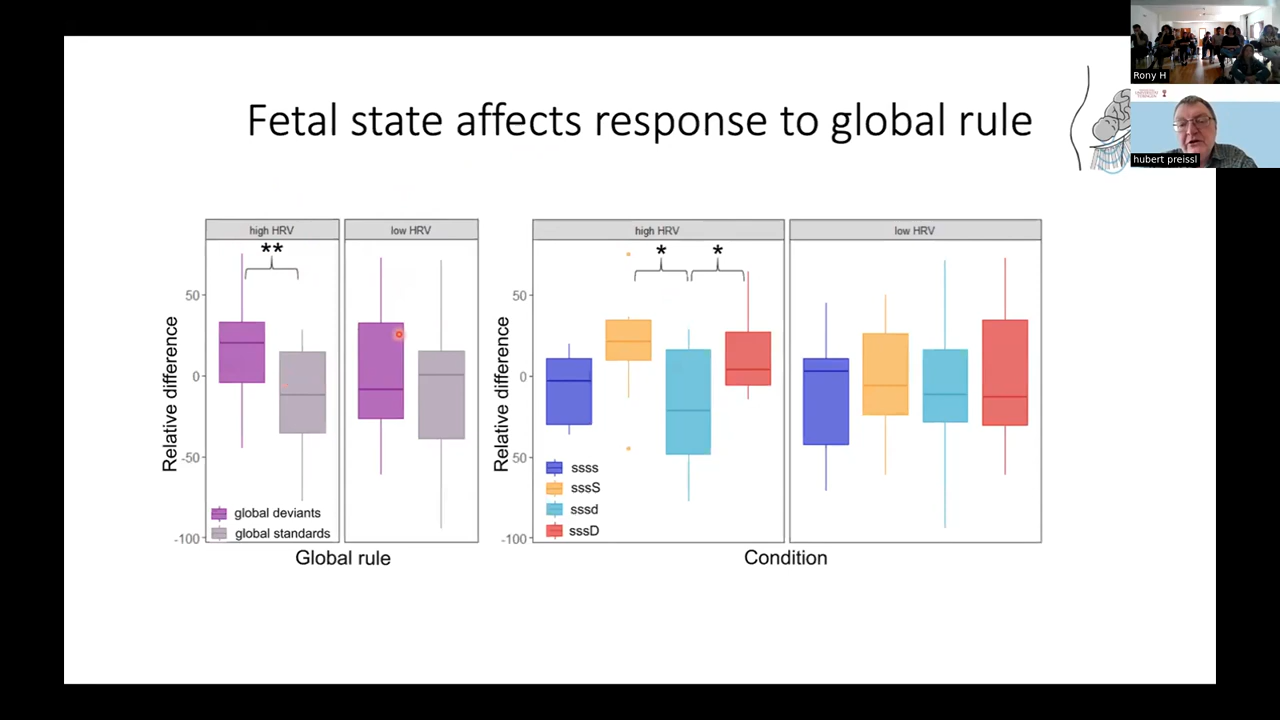 Fetal state affects response to global rule
Rony H
hubert preissl
high HRV
low HRV
**
50
0
-50
-100
Relative difference
global deviants
global standards
Global rule
high HRV
low HRV
* *
50
0
50
-100
Relative difference
ssss
sssS
sssd
sssD
Condition